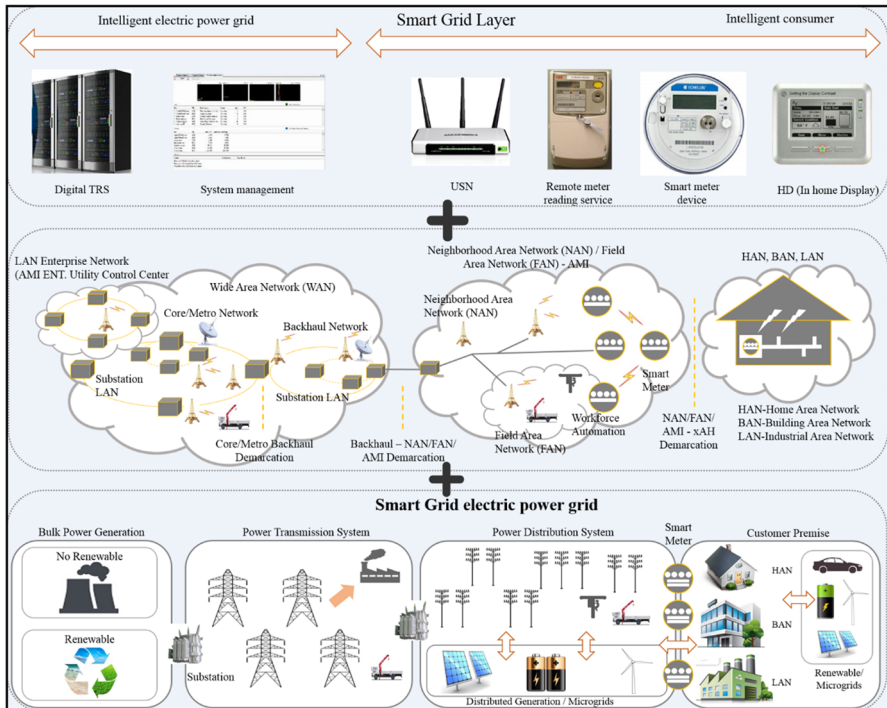 Intelligent electric power grid
Smart Grid Layer
Intelligent consumer
Digital TRS
System management
USN
Remote meter
reading service
Smart meter
device
HD (In home Display)
LAN Enterprise Network
(AMI ENT. Utility Control Center
Wide Area Network (WAN)
Core/Metro Network
Backhaul Network
Substation
LAN
Substation LAN
Core/Metro Backhaul
Demarcation
Backhaul – NAN/FAN/
AMI Demarcation
Neighborhood Area Network (NAN) / Field
Area Network (FAN) - AMI
Neighborhood Area
Network (NAN)
Smart
Meter
Workforce
Automation
Field Area
Network (FAN)
NAN/FAN/
AMI - xAH
Demarcation
HAN, BAN, LAN
HAN-Home Area Network
BAN-Building Area Network
LAN-Industrial Area Network
Smart Grid electric power grid
Bulk Power Generation
No Renewable
Renewable
Power Transmission System
Substation
Power Distribution System
Distributed Generation / Microgrids
Smart
Meter
Customer Premise
HAN
BAN
LAN
Renewable/
Microgrids